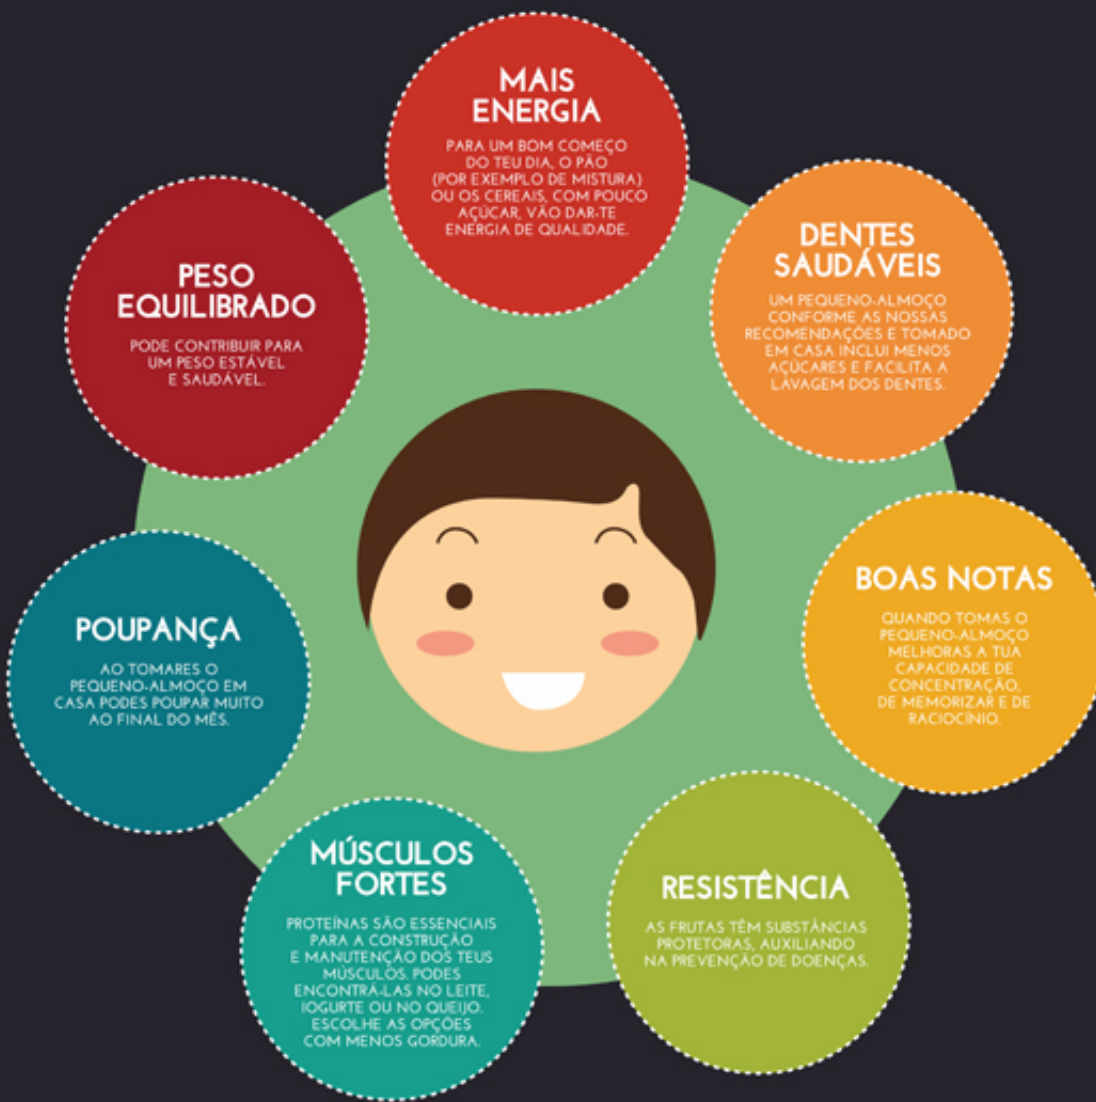 MAIS
ENERGIA
PARA UM BOM COMEÇO
DO TEU DIA, O PÃO
(POR EXEMPLO DE MISTURA)
OU OS CEREAIS, COM POUCO
AÇÚCAR, VÃO DAR-TE
ENERGIA DE QUALIDADE.
DENTES
SAUDÁVEIS
UM PEQUENO-ALMOÇO
CONFORME AS NOSSAS
RECOMENDAÇÕES E TOMADO
EM CASA INCLUI MENOS
AÇÚCARES E FACILITA A
LAVAGEM DOS DENTES.
BOAS NOTAS
QUANDO TOMAS O
PEQUENO-ALMOÇO
MELHORAS A TUA
CAPACIDADE DE
CONCENTRAÇÃO,
DE MEMORIZAR E DE
RACIOCÍNIO.
RESISTÊNCIA
AS FRUTAS TÊM SUBSTÂNCIAS
PROTETORAS, AUXILIANDO
NA PREVENÇÃO DE DOENÇAS.
MÚSCULOS
FORTES
PROTEÍNAS SÃO ESSENCIAIS
PARA A CONSTRUÇÃO
E MANUTENÇÃO DOS TEUS
MÚSCULOS. PODES
ENCONTRÁ-LAS NO LEITE,
IOGURTE OU NO QUEIJO.
ESCOLHE AS OPÇÕES
COM MENOS GORDURA.
POUPANÇA
AO TOMARES O
PEQUENO-ALMOÇO EM
CASA PODES POUPAR MUITO
AO FINAL DO MÊS.
PESO
EQUILIBRADO
PODE CONTRIBUIR PARA
UM PESO ESTÁVEL
E SAUDÁVEL.